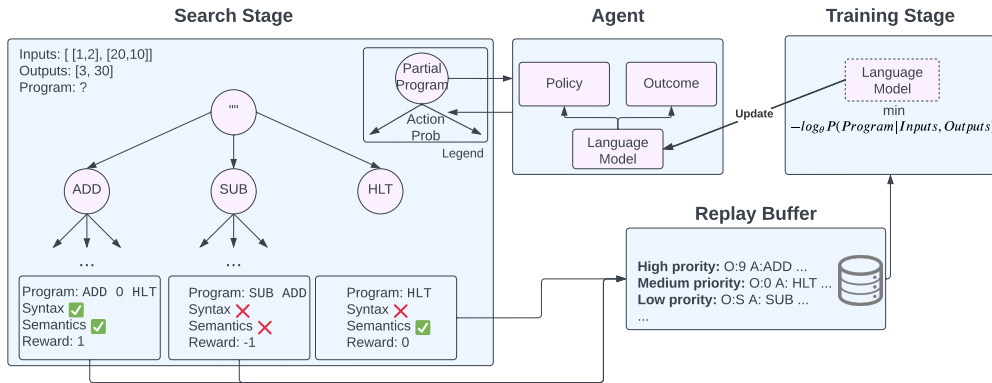 Search Stage
Agent
Training Stage
Inputs: [ [1,2], [20,10]]
Outputs: [3, 30]
Program: ?
""
ADD
SUB
HLT
...
...
Partial
Program
Action
Prob
Legend
Program: ADD O HLT
Syntax ✅
Semantics ✅
Reward: 1
Program: SUB ADD
Syntax ❌
Semantics ❌
Reward: -1
Program: HLT
Syntax ❌
Semantics ✅
Reward: 0
Policy
Outcome
Language
Model
Update
Language
Model
min
−log_θ P(Program|Inputs, Outputs)
Replay Buffer
High prority: O:9 A:ADD ...
Medium priority: O:0 A: HLT ...
Low prority: O:S A: SUB ...
...